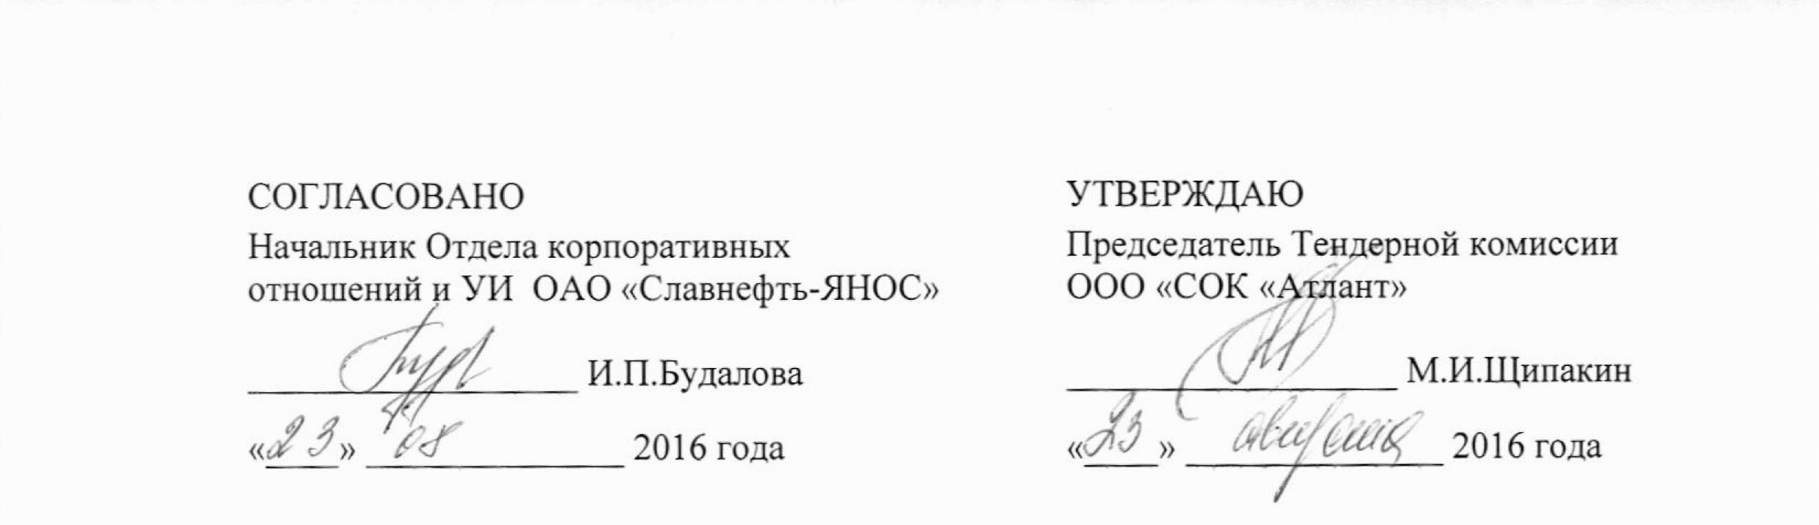 СОГЛАСОВАНО
Начальник Отдела корпоративных
отношений и УИ ОАО «Славнефть-ЯНОС»
И.П.Будалова
«23» 08 2016 года
УТВЕРЖДАЮ
Председатель Тендерной комиссии
ООО «СОК «Атлант»
М.И.Щипакин
«23» августа 2016 года